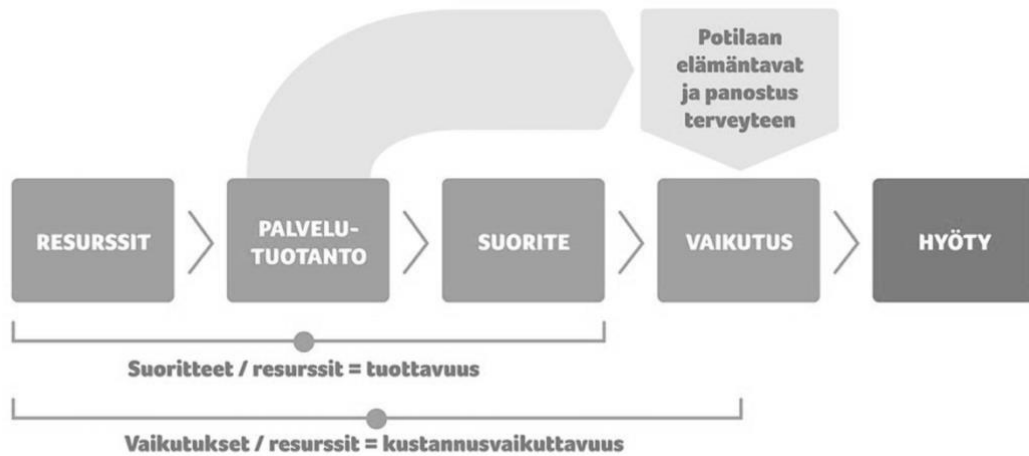 Potilaan
elämäntavat
ja panostus
terveyteen
RESURSSIT
PALVELU-
TUOTANTO
SUORITE
VAIKUTUS
HYÖTY
Suoritteet / resurssit = tuottavuus
Vaikutukset / resurssit = kustannusvaikuttavuus